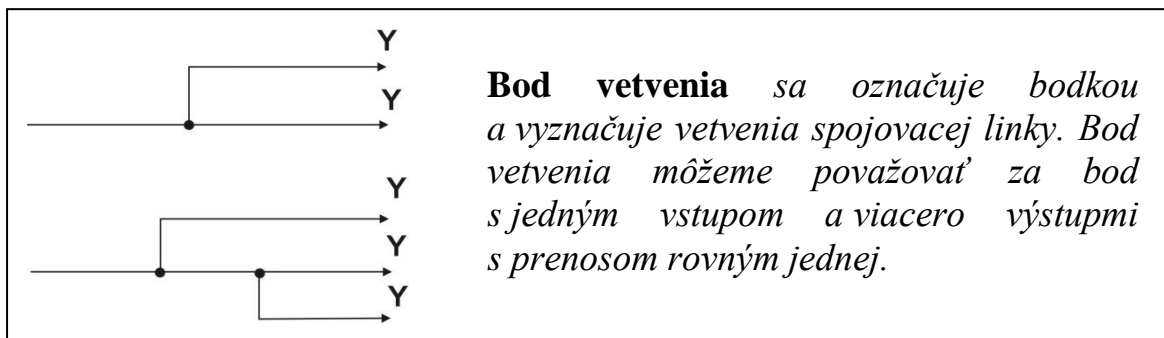 Y
Y
Y
Y
Y
Bod vetvenia sa označuje bodkou
a vyznačuje vetvenia spojovacej linky. Bod
vetvenia môžeme považovať za bod
s jedným vstupom a viacero výstupmi
s prenosom rovným jednej.